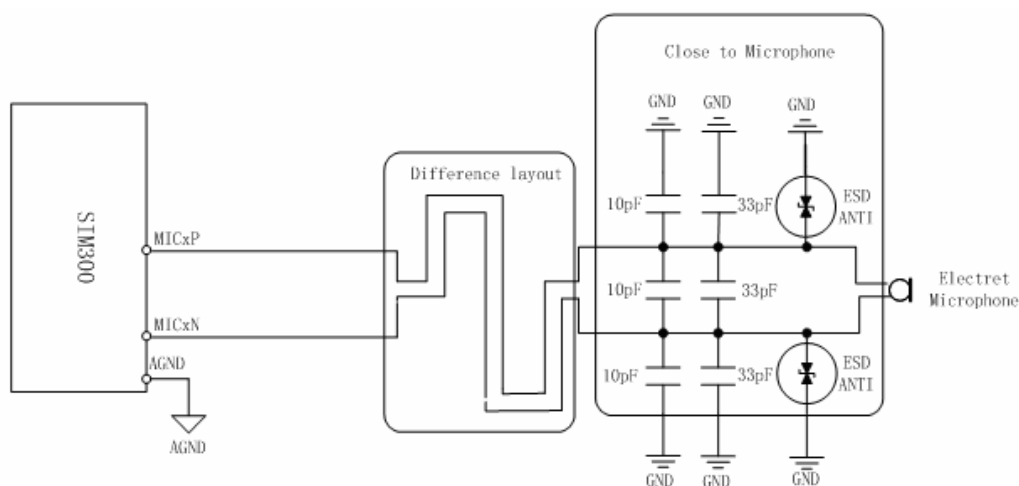 Close to Microphone
GND
GND
GND
Difference layout
10pF
33pF
ESD
ANTI
SIM300
MICxP
10pF
33pF
Electret
Microphone
MICxN
AGND
10pF
33pF
ESD
ANTI
AGND
GND
GND
GND